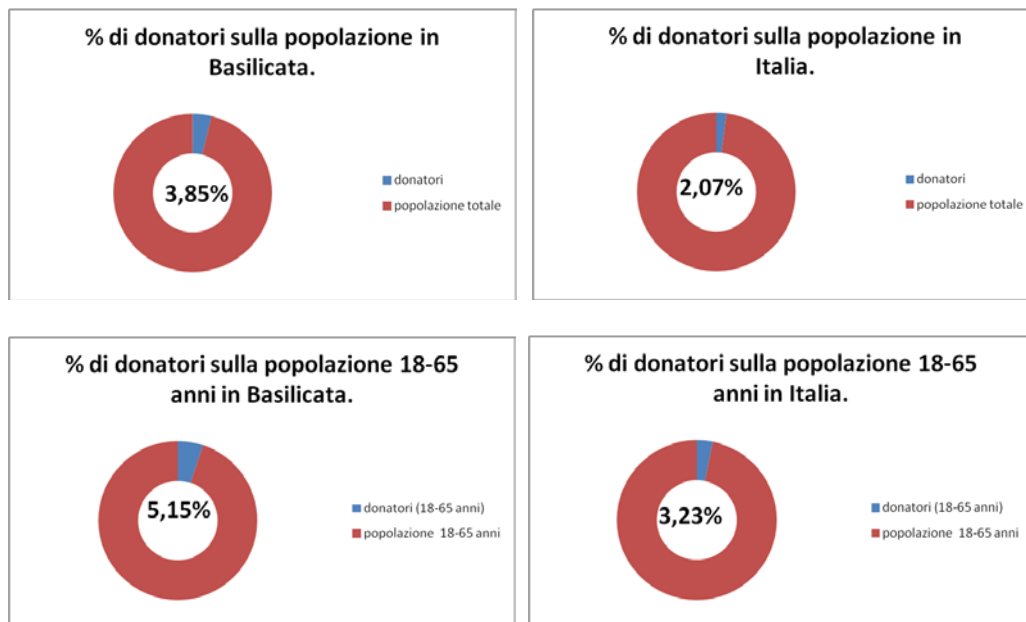 % di donatori sulla popolazione in
Basilicata.
3,85%
donatori
popolazione totale
% di donatori sulla popolazione in
Italia.
2,07%
donatori
popolazione totale
% di donatori sulla popolazione 18-65
anni in Basilicata.
5,15%
donatori (18-65 anni)
popolazione 18-65 anni
% di donatori sulla popolazione 18-65
anni in Italia.
3,23%
donatori (18-65 anni)
popolazione 18-65 anni